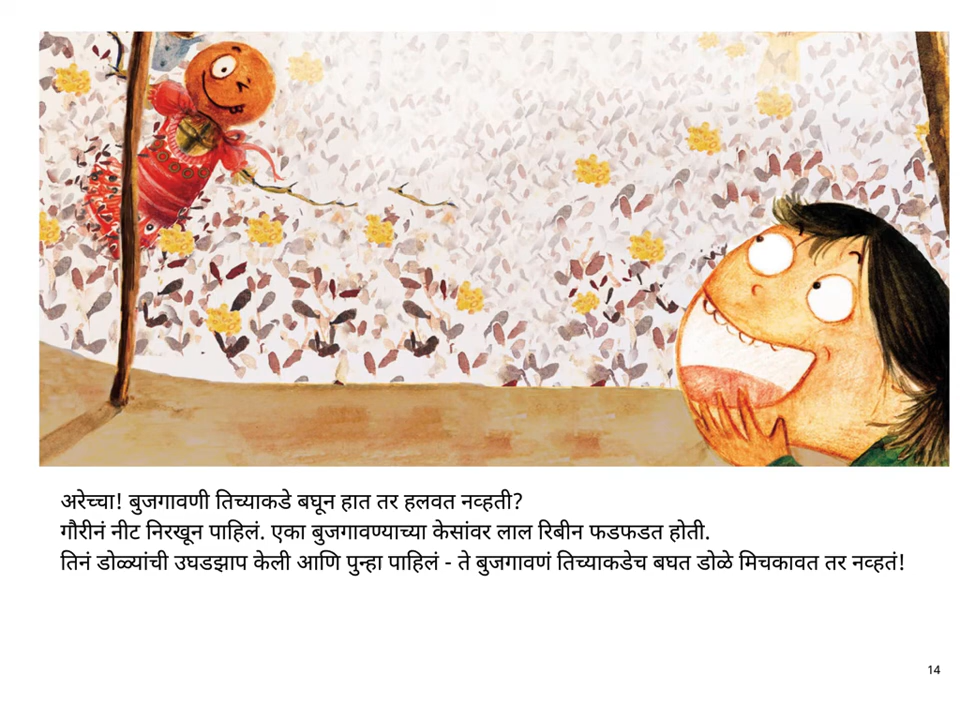 अरेच्चा! बुजगावणी तिच्याकडे बघून हात तर हलवत नव्हती?
गौरीनं नीट निरखून पाहिलं. एका बुजगावण्याच्या केसांवर लाल रिबीन फडफडत होती.
तिनं डोळ्यांची उघडझाप केली आणि पुन्हा पाहिलं - ते बुजगावणं तिच्याकडेच बघत डोळे मिचकावत तर नव्हतं!
14